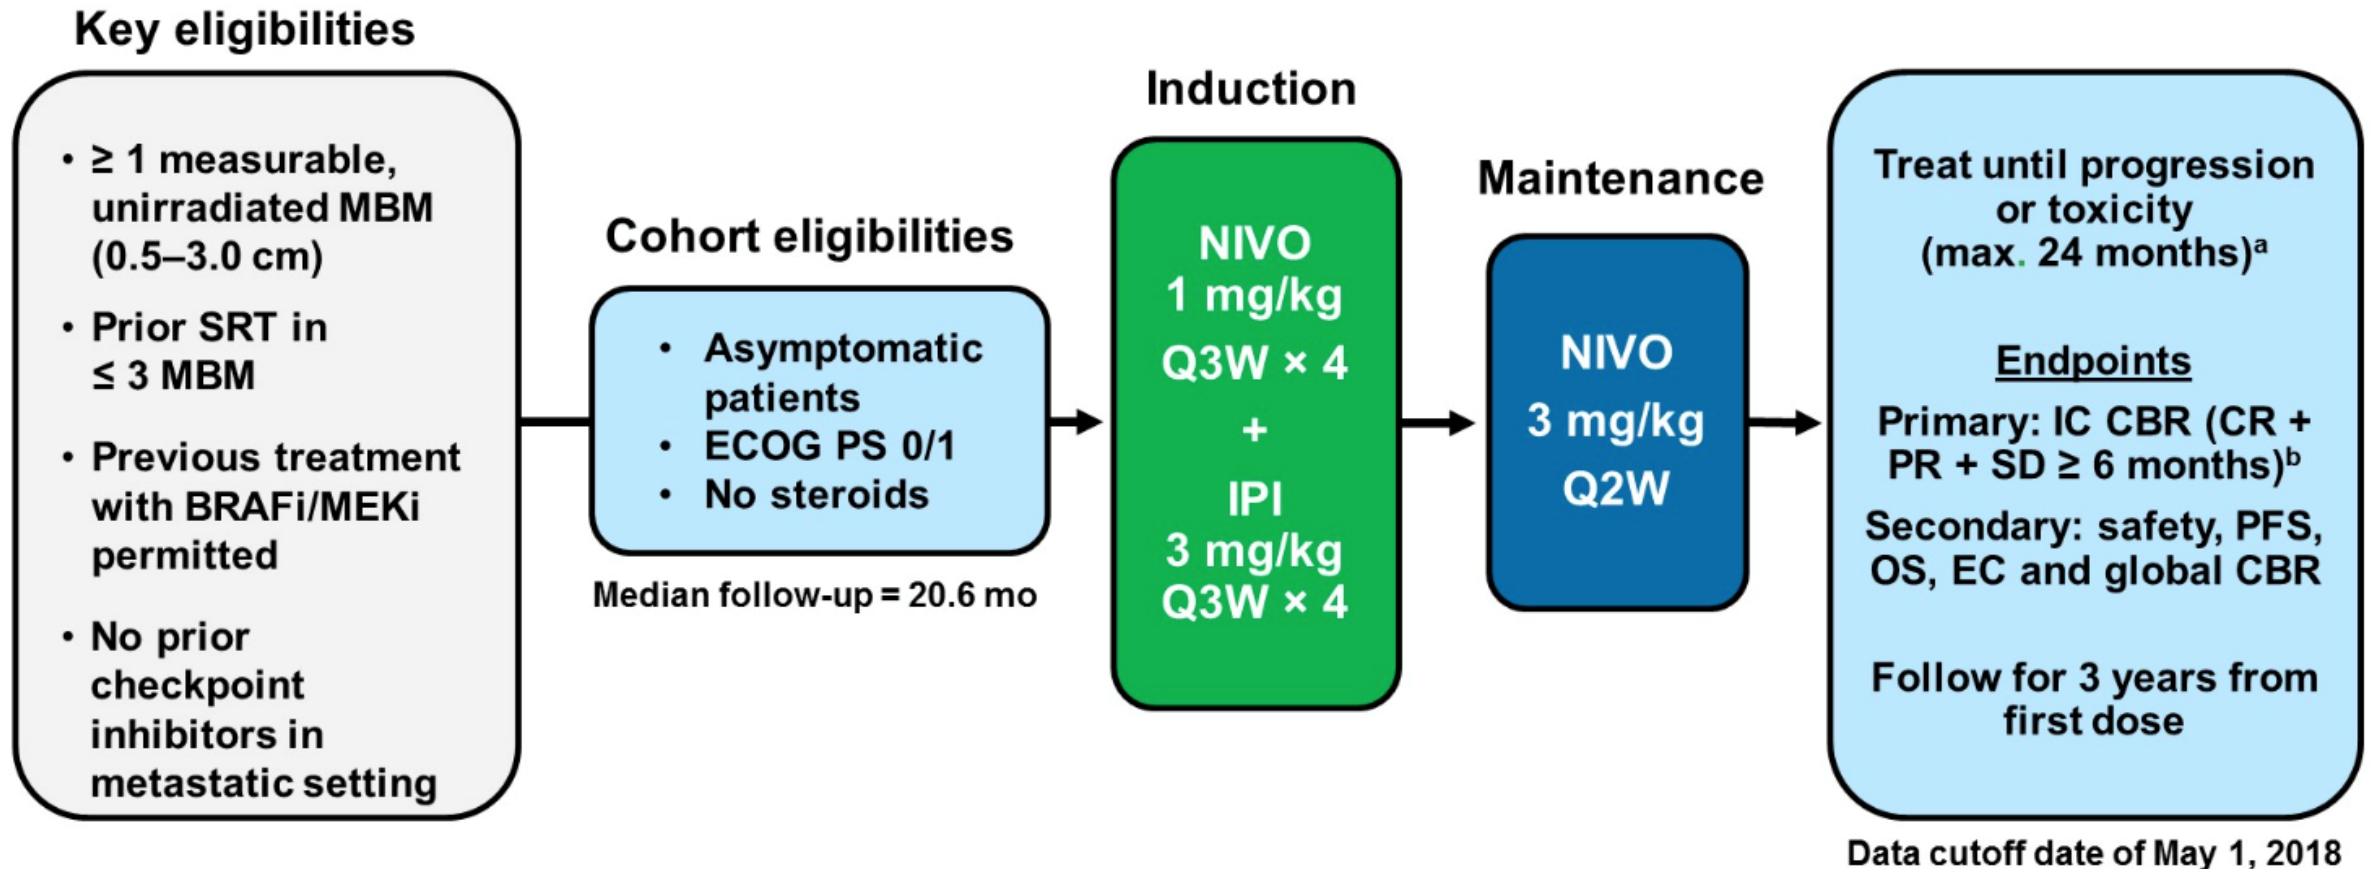 Key eligibilities
• ≥ 1 measurable,
unirradiated MBM
(0.5–3.0 cm)
• Prior SRT in
≤ 3 MBM
• Previous treatment
with BRAFi/MEKi
permitted
• No prior
checkpoint
inhibitors in
metastatic setting
Cohort eligibilities
• Asymptomatic
patients
• ECOG PS 0/1
• No steroids
Median follow-up = 20.6 mo
Induction
NIVO
1 mg/kg
Q3W × 4
+
IPI
3 mg/kg
Q3W × 4
Maintenance
NIVO
3 mg/kg
Q2W
Treat until progression
or toxicity
(max. 24 months)ᵃ
Endpoints
Primary: IC CBR (CR +
PR + SD ≥ 6 months)ᵇ
Secondary: safety, PFS,
OS, EC and global CBR
Follow for 3 years from
first dose
Data cutoff date of May 1, 2018